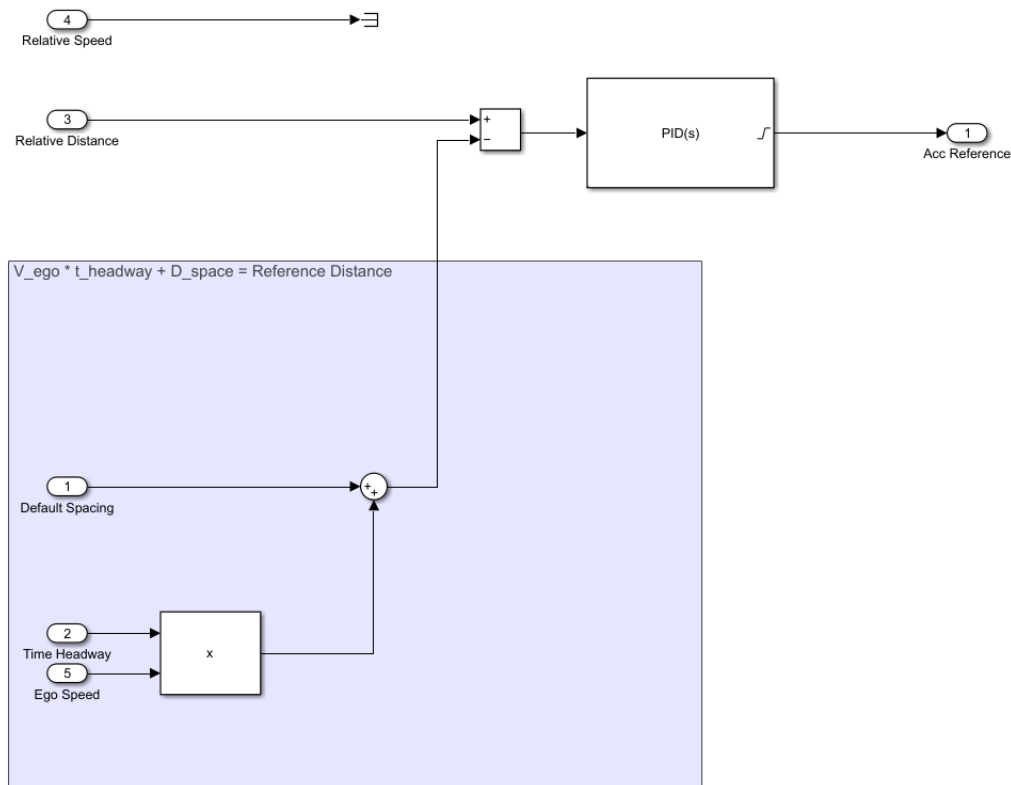 4
Relative Speed
3
Relative Distance
+
−
PID(s)
1
Acc Reference
V_ego * t_headway + D_space = Reference Distance
1
Default Spacing
+
+
2
Time Headway
x
5
Ego Speed